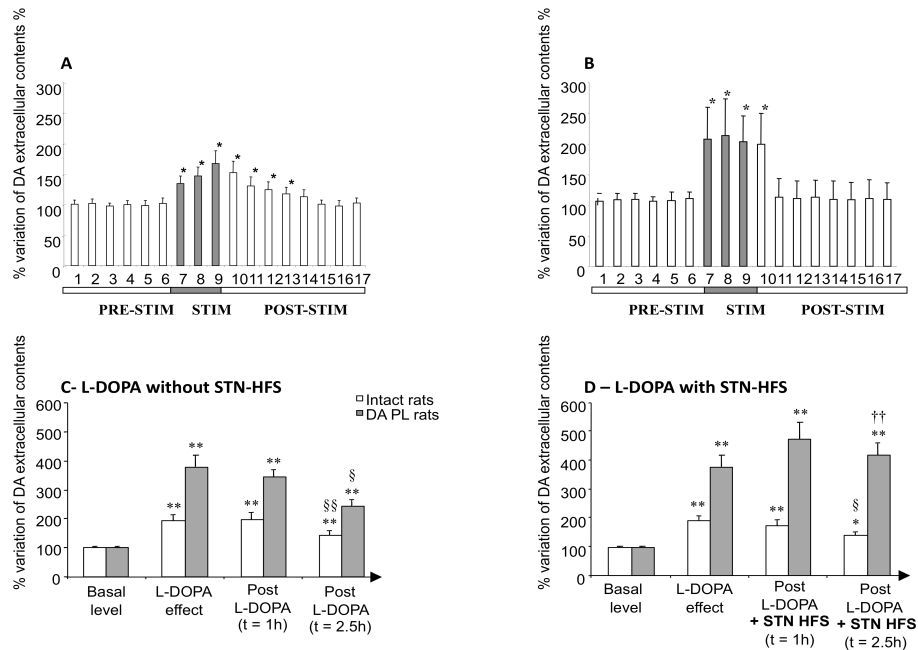 A
% variation of DA extracellular contents %
300
250
200
150
100
50
0
* * * * * * *
1 2 3 4 5 6 7 8 9 10 11 12 13 14 15 16 17
PRE-STIM STIM POST-STIM
B
% variation of DA extracellular contents %
300
250
200
150
100
50
0
* * * *
1 2 3 4 5 6 7 8 9 10 11 12 13 14 15 16 17
PRE-STIM STIM POST-STIM
C- L-DOPA without STN-HFS
% variation of DA extracellular contents
600
500
400
300
200
100
0
Intact rats
DA PL rats
** **
** **
§§ §
** **
Basal level
L-DOPA effect
Post
L-DOPA
(t = 1h)
Post
L-DOPA
(t = 2.5h)
D – L-DOPA with STN-HFS
% variation of DA extracellular contents
600
500
400
300
200
100
0
** **
** **
§ ††
* **
Basal level
L-DOPA effect
Post
L-DOPA
+ STN HFS
(t = 1h)
Post
L-DOPA
+ STN HFS
(t = 2.5h)